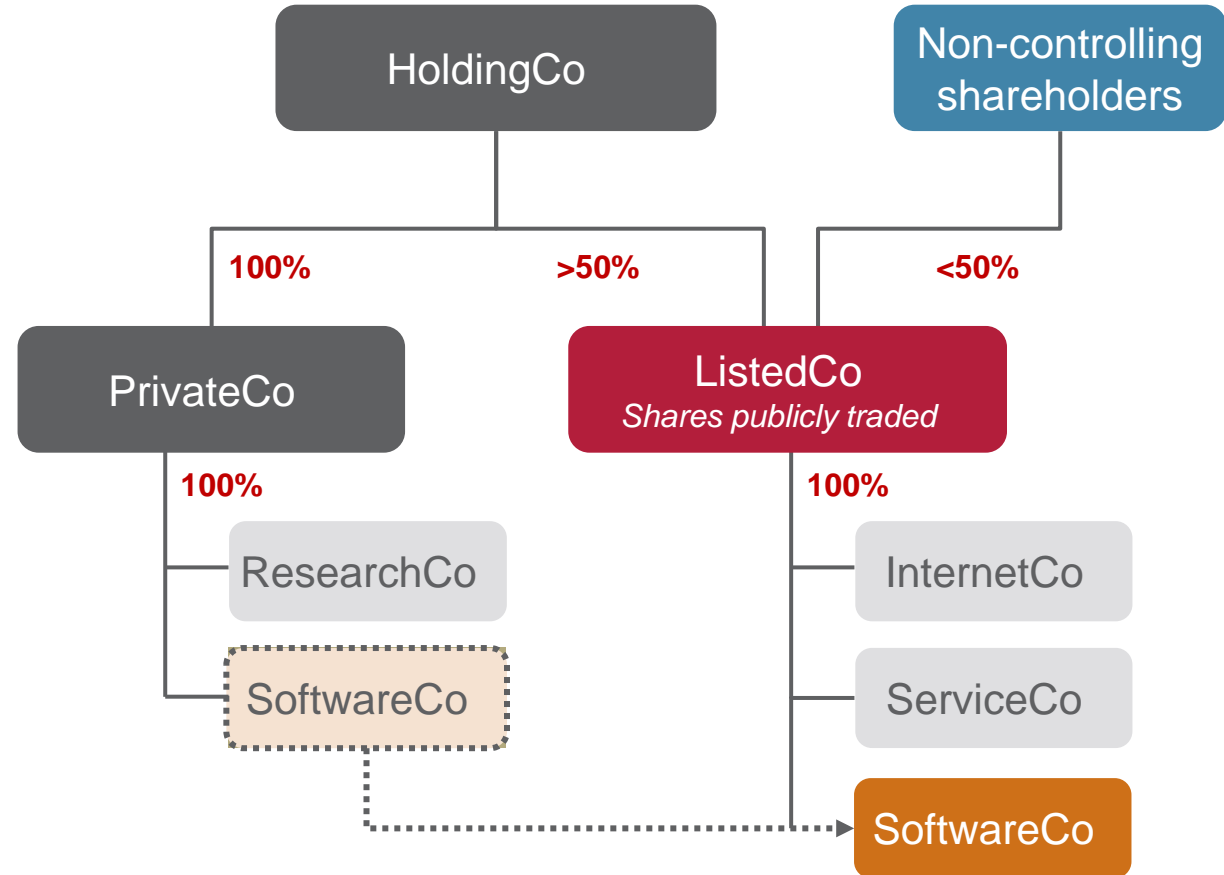 HoldingCo
Non-controlling
shareholders
100%
>50%
<50%
PrivateCo
ListedCo
Shares publicly traded
100%
100%
ResearchCo
InternetCo
SoftwareCo
ServiceCo
SoftwareCo